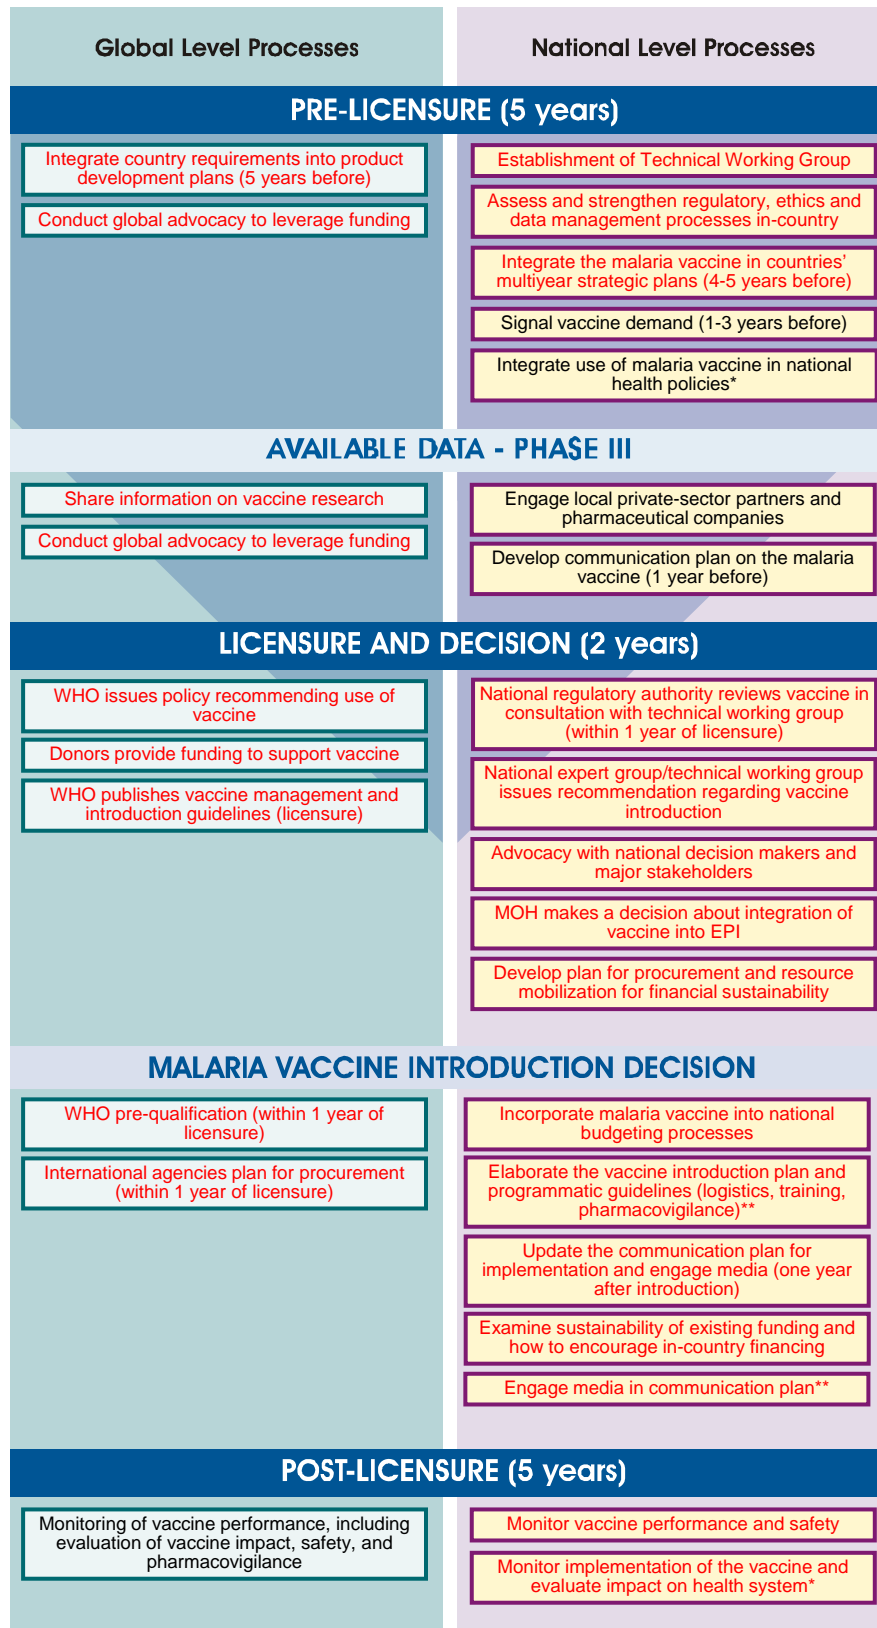 Global Level Processes
National Level Processes
PRE-LICENSURE (5 years)
Integrate country requirements into product
development plans (5 years before)
Conduct global advocacy to leverage funding
Establishment of Technical Working Group
Assess and strengthen regulatory, ethics and
data management processes in-country
Integrate the malaria vaccine in countries'
multiyear strategic plans (4-5 years before)
Signal vaccine demand (1-3 years before)
Integrate use of malaria vaccine in national
health policies*
AVAILABLE DATA - PHA$E III
Share information on vaccine research
Conduct global advocacy to leverage funding
Engage local private-sector partners and
pharmaceutical companies
Develop communication plan on the malaria
vaccine (1 year before)
LICENSURE AND DECISION (2 years)
WHO issues policy recommending use of
vaccine
Donors provide funding to support vaccine
WHO publishes vaccine management and
introduction guidelines (licensure)
National regulatory authority reviews vaccine in
consultation with technical working group
(within 1 year of licensure)
National expert group/technical working group
issues recommendation regarding vaccine
introduction
Advocacy with national decision makers and
major stakeholders
MOH makes a decision about integration of
vaccine into EPI
Develop plan for procurement and resource
mobilization for financial sustainability
MALARIA VACCINE INTRODUCTION DECISION
WHO pre-qualification (within 1 year of
licensure)
International agencies plan for procurement
(within 1 year of licensure)
Incorporate malaria vaccine into national
budgeting processes
Elaborate the vaccine introduction plan and
programmatic guidelines (logistics, training,
pharmacovigilance)**
Update the communication plan for
implementation and engage media (one year
after introduction)
Examine sustainability of existing funding and
how to encourage in-country financing
Engage media in communication plan**
POST-LICENSURE (5 years)
Monitoring of vaccine performance, including
evaluation of vaccine impact, safety, and
pharmacovigilance
Monitor vaccine performance and safety
Monitor implementation of the vaccine and
evaluate impact on health system*